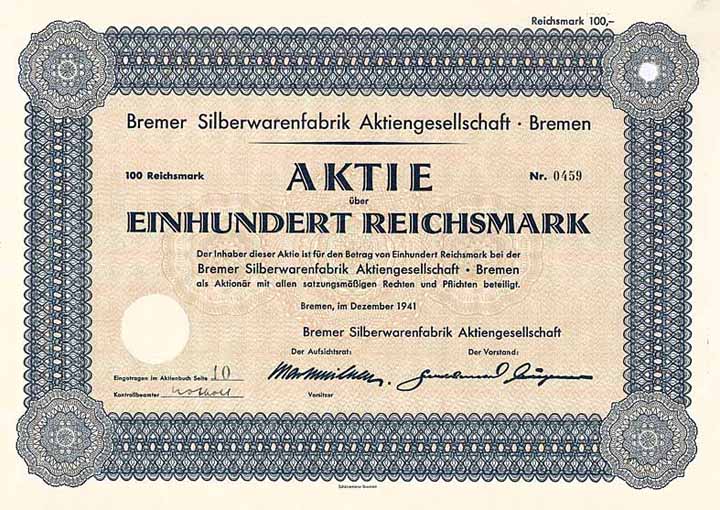 Reichsmark 100,–
Bremer Silberwarenfabrik Aktiengesellschaft · Bremen
100 Reichsmark
AKTIE
Nr. 0459
über
EINHUNDERT REICHSMARK
Der Inhaber dieser Aktie ist für den Betrag von Einhundert Reichsmark bei der
Bremer Silberwarenfabrik Aktiengesellschaft · Bremen
als Aktionär mit allen satzungsmäßigen Rechten und Pflichten beteiligt.
Bremen, im Dezember 1941
Bremer Silberwarenfabrik Aktiengesellschaft
Der Aufsichtsrat: Der Vorstand:
Eingetragen im Aktienbuch Seite 10
Kontrollbeamter
Vorsitzer